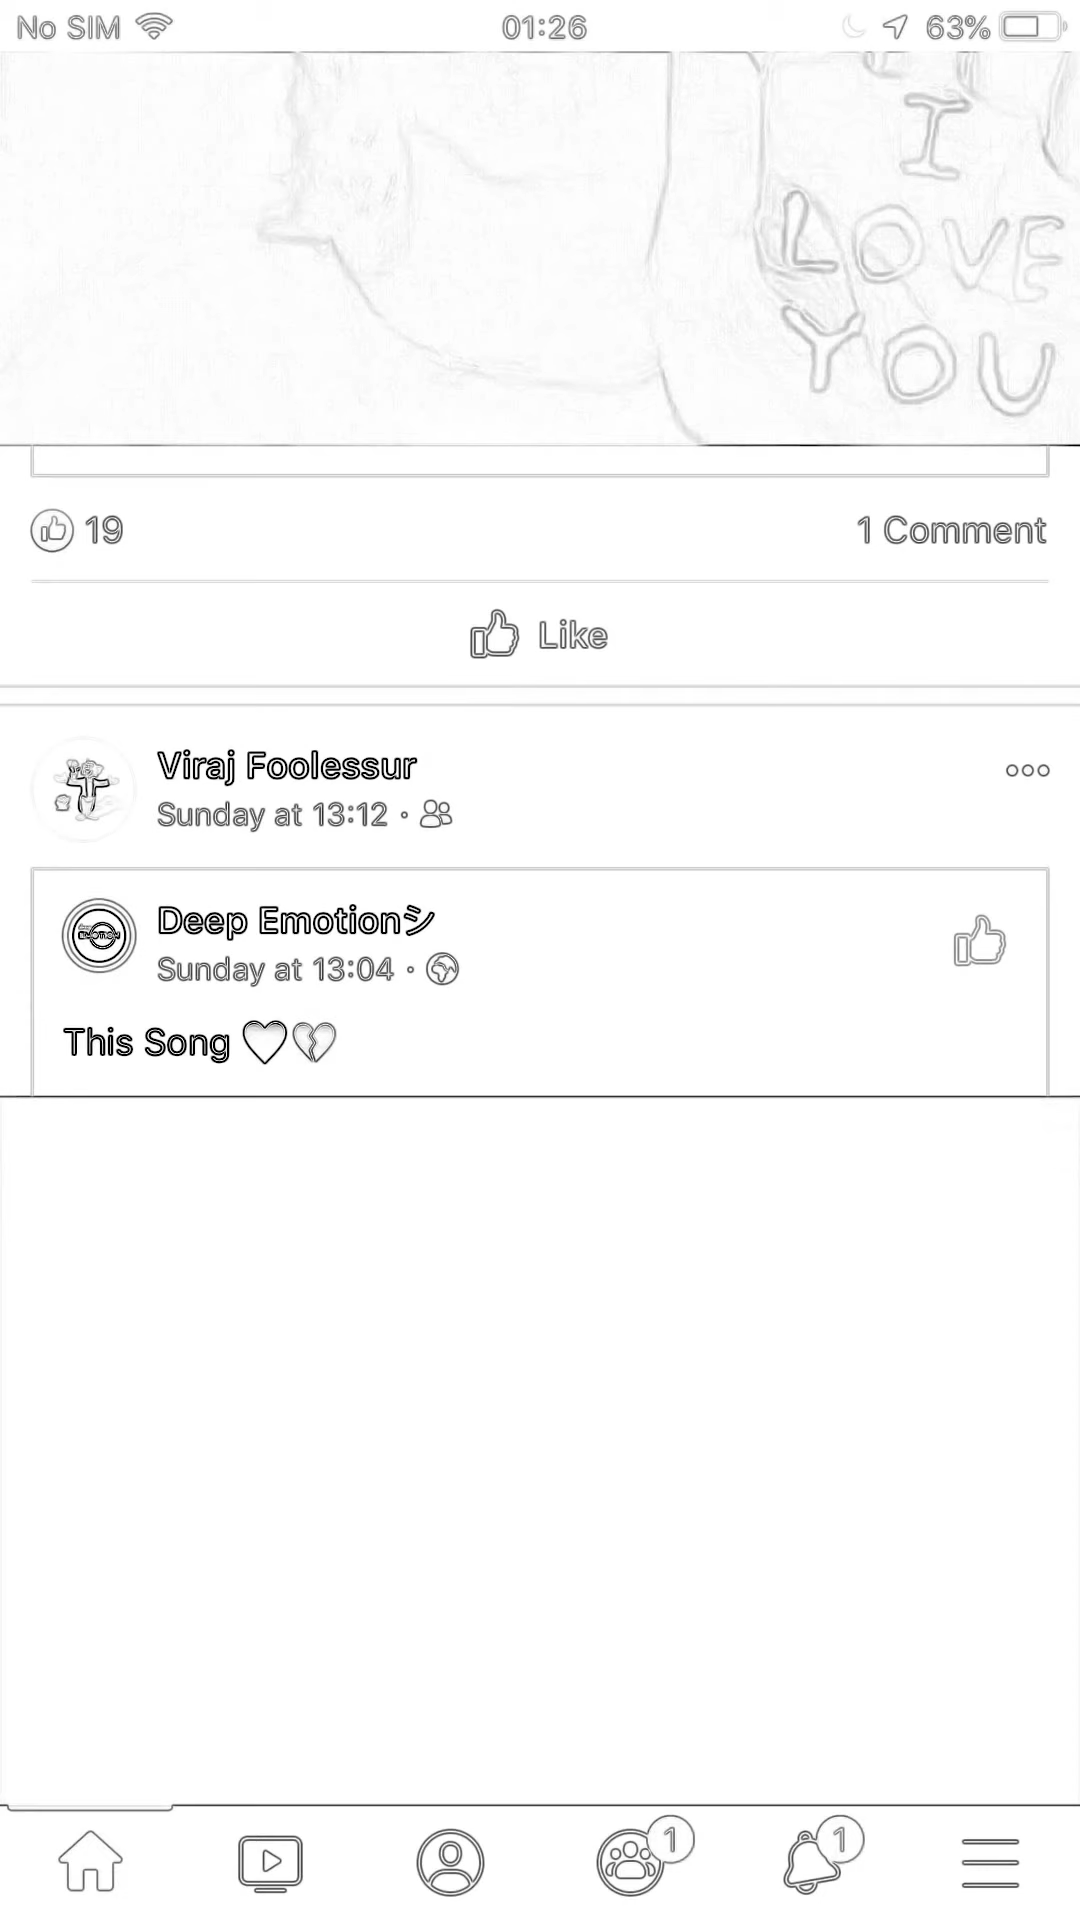 No SIM 01:26 63%
I
LOVE
YOU
19 1 Comment
Like
Viraj Foolessur
Sunday at 13:12 ·
Deep Emotionシ
Sunday at 13:04 ·
EMOTION
This Song ♥💔
1 1